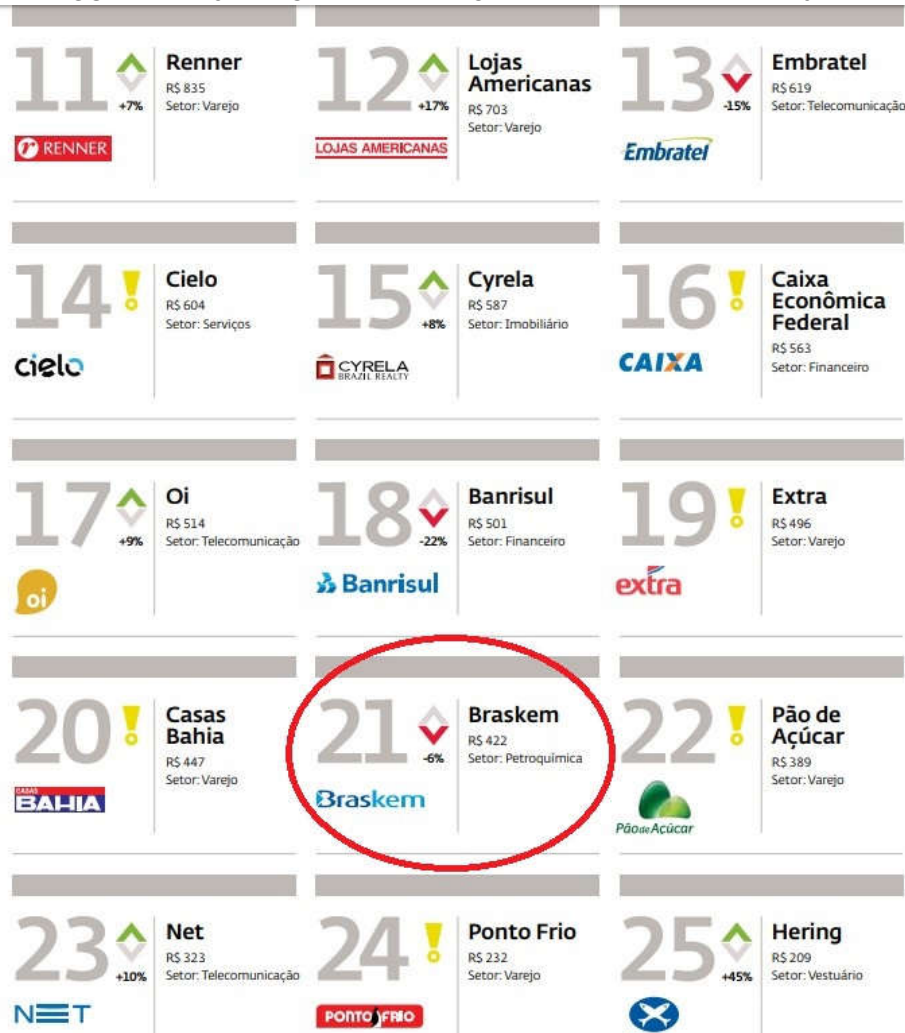 11
+7%
Renner
R$ 835
Setor: Varejo
RENNER
12
+17%
Lojas
Americanas
R$ 703
Setor: Varejo
LOJAS AMERICANAS
13
-15%
Embratel
R$ 619
Setor: Telecomunicação
Embratel
14
Cielo
R$ 604
Setor: Serviços
cielo
15
+8%
Cyrela
R$ 587
Setor: Imobiliário
CYRELA
BRAZIL REALTY
16
Caixa
Econômica
Federal
R$ 563
Setor: Financeiro
CAIXA
17
+9%
Oi
R$ 514
Setor: Telecomunicação
oi
18
-22%
Banrisul
R$ 501
Setor: Financeiro
Banrisul
19
Extra
R$ 496
Setor: Varejo
extra
20
Casas
Bahia
R$ 447
Setor: Varejo
CASAS
BAHIA
21
-6%
Braskem
R$ 422
Setor: Petroquímica
Braskem
22
Pão de
Açúcar
R$ 389
Setor: Varejo
Pão de Açúcar
23
+10%
Net
R$ 323
Setor: Telecomunicação
NET
24
Ponto Frio
R$ 232
Setor: Varejo
PONTO FRIO
25
+45%
Hering
R$ 209
Setor: Vestuário